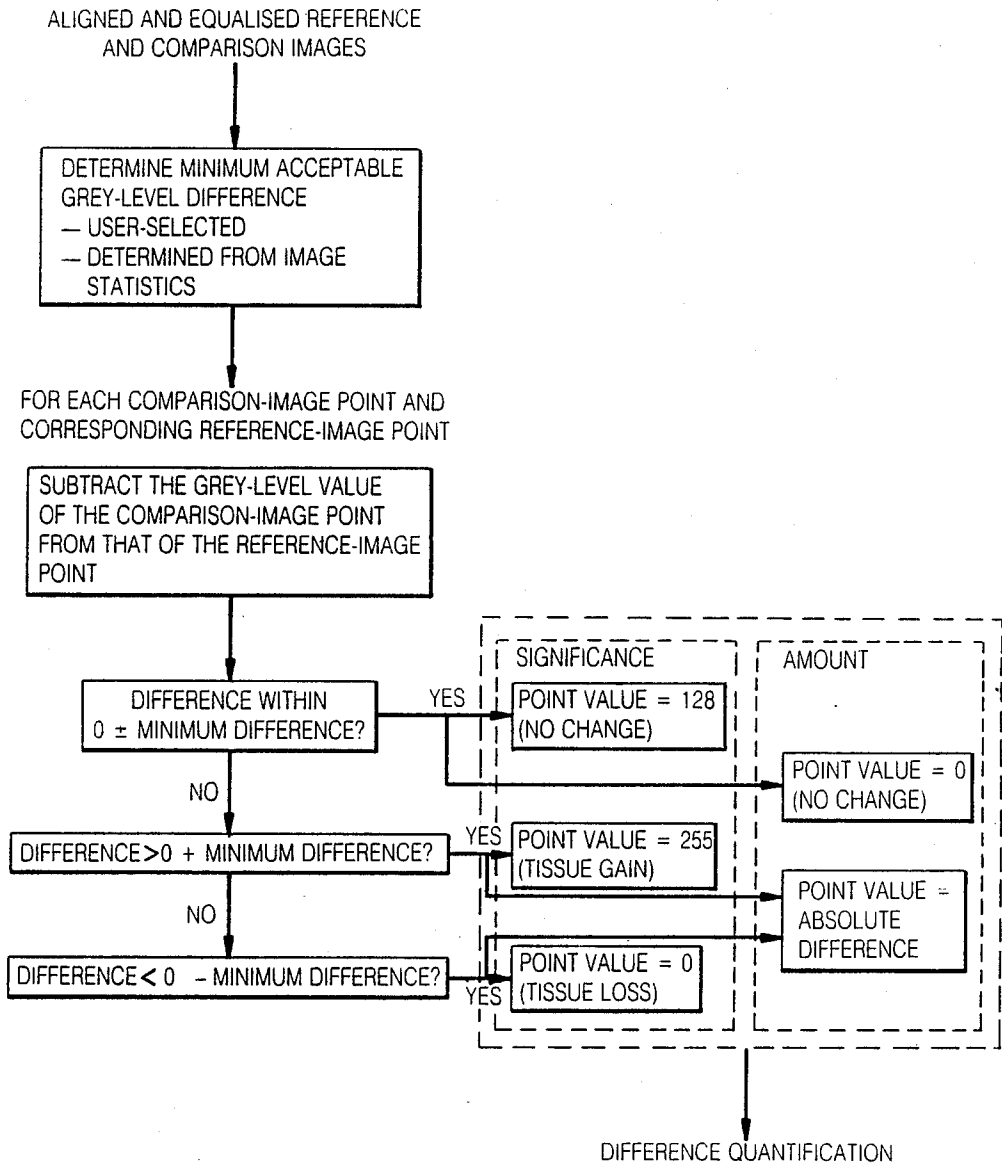 ALIGNED AND EQUALISED REFERENCE
AND COMPARISON IMAGES
DETERMINE MINIMUM ACCEPTABLE
GREY-LEVEL DIFFERENCE
— USER-SELECTED
— DETERMINED FROM IMAGE
STATISTICS
FOR EACH COMPARISON-IMAGE POINT AND
CORRESPONDING REFERENCE-IMAGE POINT
SUBTRACT THE GREY-LEVEL VALUE
OF THE COMPARISON-IMAGE POINT
FROM THAT OF THE REFERENCE-IMAGE
POINT
DIFFERENCE WITHIN
0 ± MINIMUM DIFFERENCE?
YES
NO
DIFFERENCE>0 + MINIMUM DIFFERENCE?
YES
NO
DIFFERENCE<0 - MINIMUM DIFFERENCE?
YES
SIGNIFICANCE
POINT VALUE = 128
(NO CHANGE)
POINT VALUE = 255
(TISSUE GAIN)
POINT VALUE = 0
(TISSUE LOSS)
AMOUNT
POINT VALUE = 0
(NO CHANGE)
POINT VALUE =
ABSOLUTE
DIFFERENCE
DIFFERENCE QUANTIFICATION